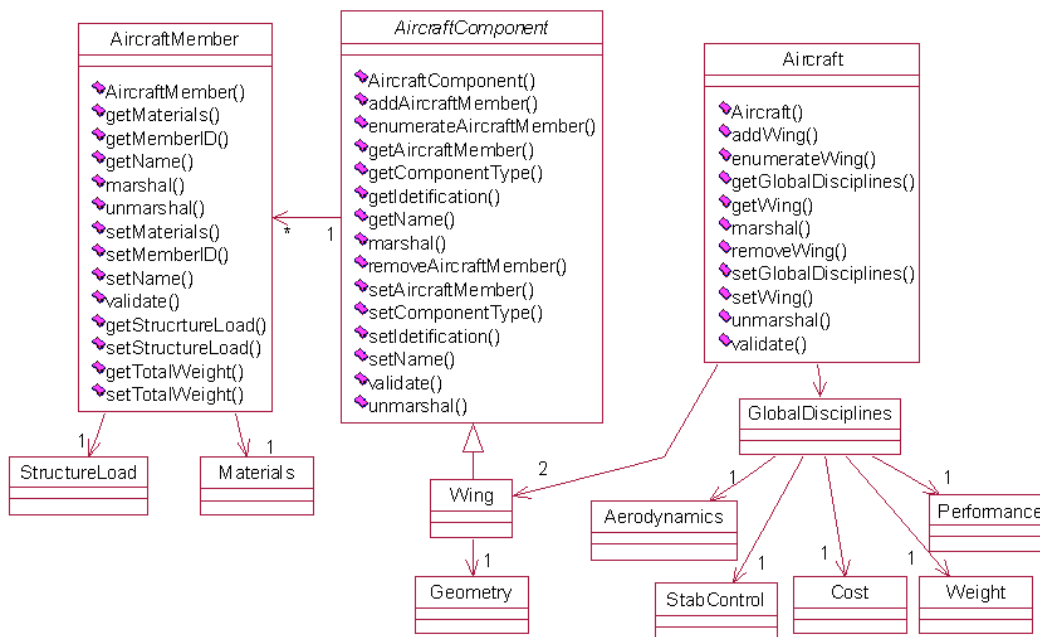 AircraftMember
AircraftMember()
getMaterials()
getMemberID()
getName()
marshal()
unmarshal()
setMaterials()
setMemberID()
setName()
validate()
getStrucrtureLoad()
setStructureLoad()
getTotalWeight()
setTotalWeight()
AircraftComponent
AircraftComponent()
addAircraftMember()
enumerateAircraftMember()
getAircraftMember()
getComponentType()
getIdetification()
getName()
marshal()
removeAircraftMember()
setAircraftMember()
setComponentType()
setIdetification()
setName()
validate()
unmarshal()
Aircraft
Aircraft()
addWing()
enumerateWing()
getGlobalDisciplines()
getWing()
marshal()
removeWing()
setGlobalDisciplines()
setWing()
unmarshal()
validate()
* 1
1 1
StructureLoad
Materials
2
Wing
1
Geometry
GlobalDisciplines
1 1
Aerodynamics
Performance
1 1 1
StabControl
Cost
Weight